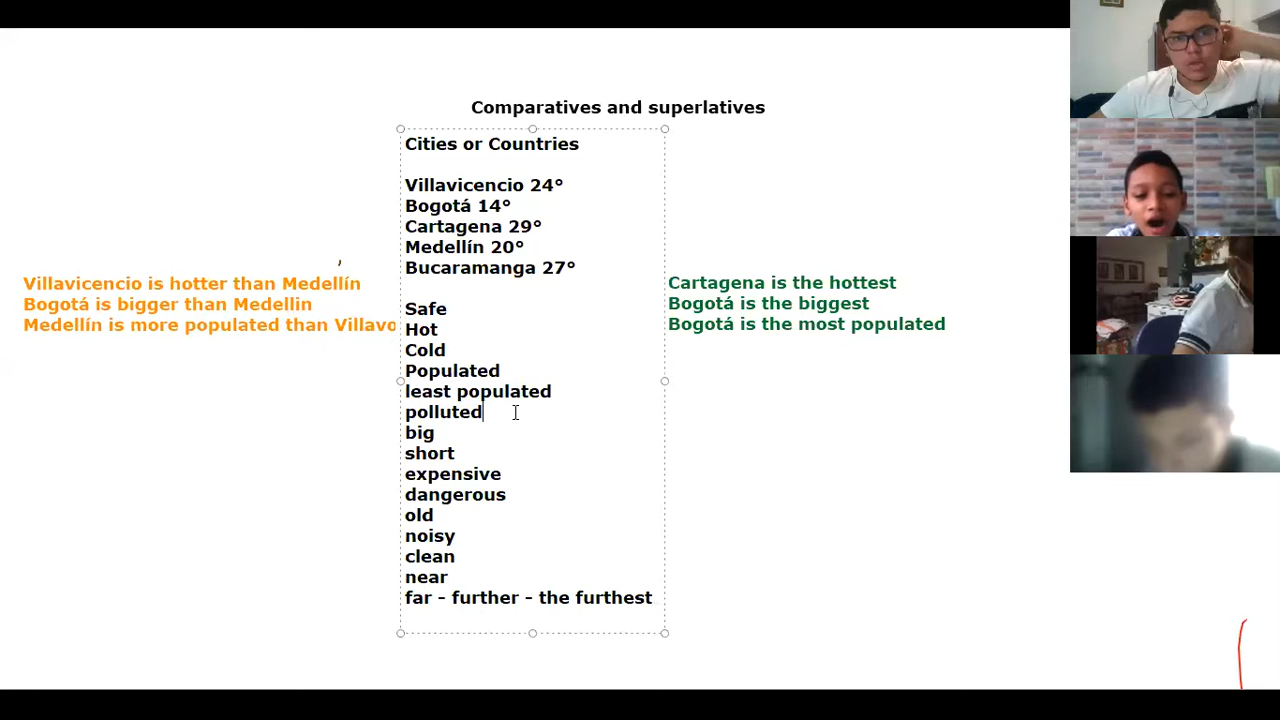 Comparatives and superlatives
Cities or Countries
Villavicencio 24°
Bogotá 14°
Cartagena 29°
Medellín 20°
Bucaramanga 27°
Safe
Hot
Cold
Populated
least populated
polluted
big
short
expensive
dangerous
old
noisy
clean
near
far - further - the furthest
Villavicencio is hotter than Medellín
Bogotá is bigger than Medellin
Medellín is more populated than Villavo
Cartagena is the hottest
Bogotá is the biggest
Bogotá is the most populated